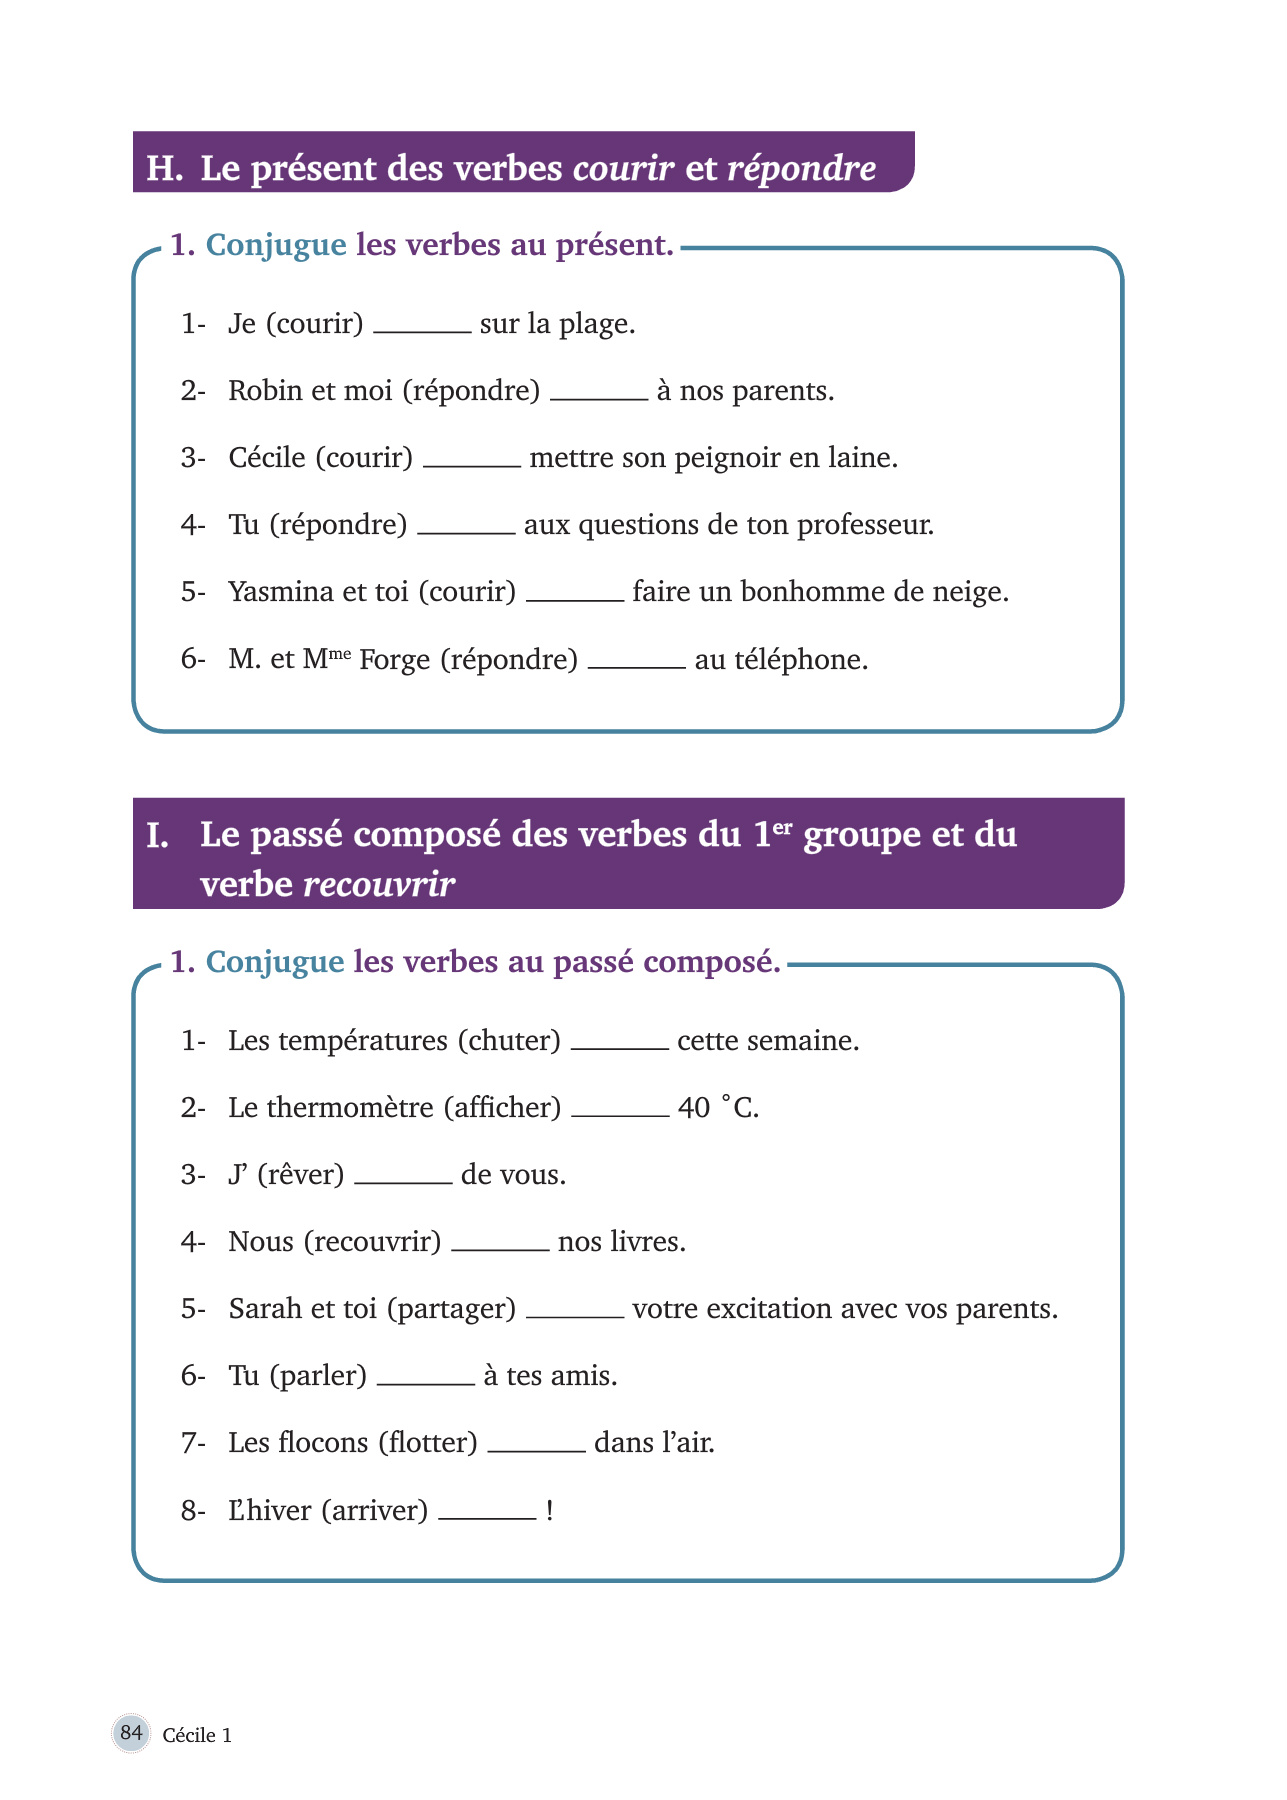 H. Le présent des verbes courir et répondre
1. Conjugue les verbes au présent.
1- Je (courir) _______ sur la plage.
2- Robin et moi (répondre) _______ à nos parents.
3- Cécile (courir) _______ mettre son peignoir en laine.
4- Tu (répondre) _______ aux questions de ton professeur.
5- Yasmina et toi (courir) _______ faire un bonhomme de neige.
6- M. et Mme Forge (répondre) _______ au téléphone.
I. Le passé composé des verbes du 1er groupe et du
verbe recouvrir
1. Conjugue les verbes au passé composé.
1- Les températures (chuter) _______ cette semaine.
2- Le thermomètre (afficher) _______ 40 °C.
3- J’ (rêver) _______ de vous.
4- Nous (recouvrir) _______ nos livres.
5- Sarah et toi (partager) _______ votre excitation avec vos parents.
6- Tu (parler) _______ à tes amis.
7- Les flocons (flotter) _______ dans l’air.
8- L’hiver (arriver) _______ !
84 Cécile 1